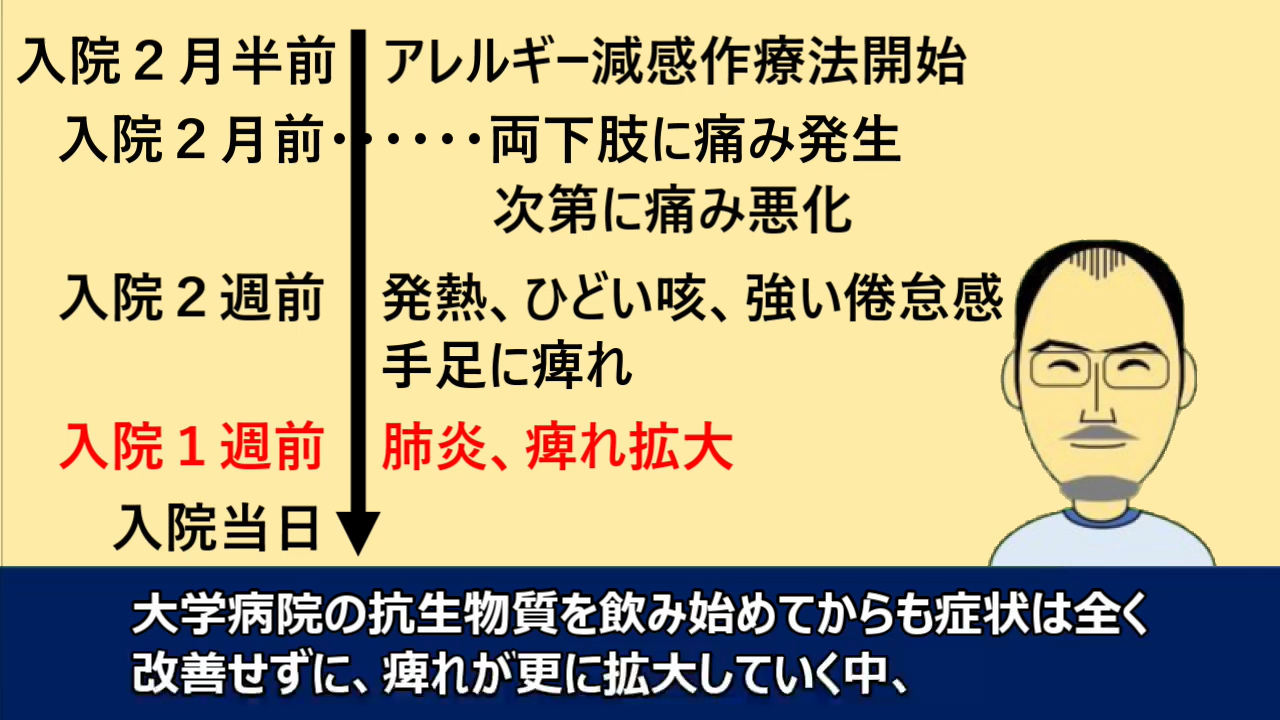 入院２月半前 アレルギー減感作療法開始
入院２月前・・・・・・両下肢に痛み発生
次第に痛み悪化
入院２週前 発熱、ひどい咳、強い倦怠感
手足に痺れ
入院１週前 肺炎、痺れ拡大
入院当日
大学病院の抗生物質を飲み始めてからも症状は全く
改善せずに、痺れが更に拡大していく中、